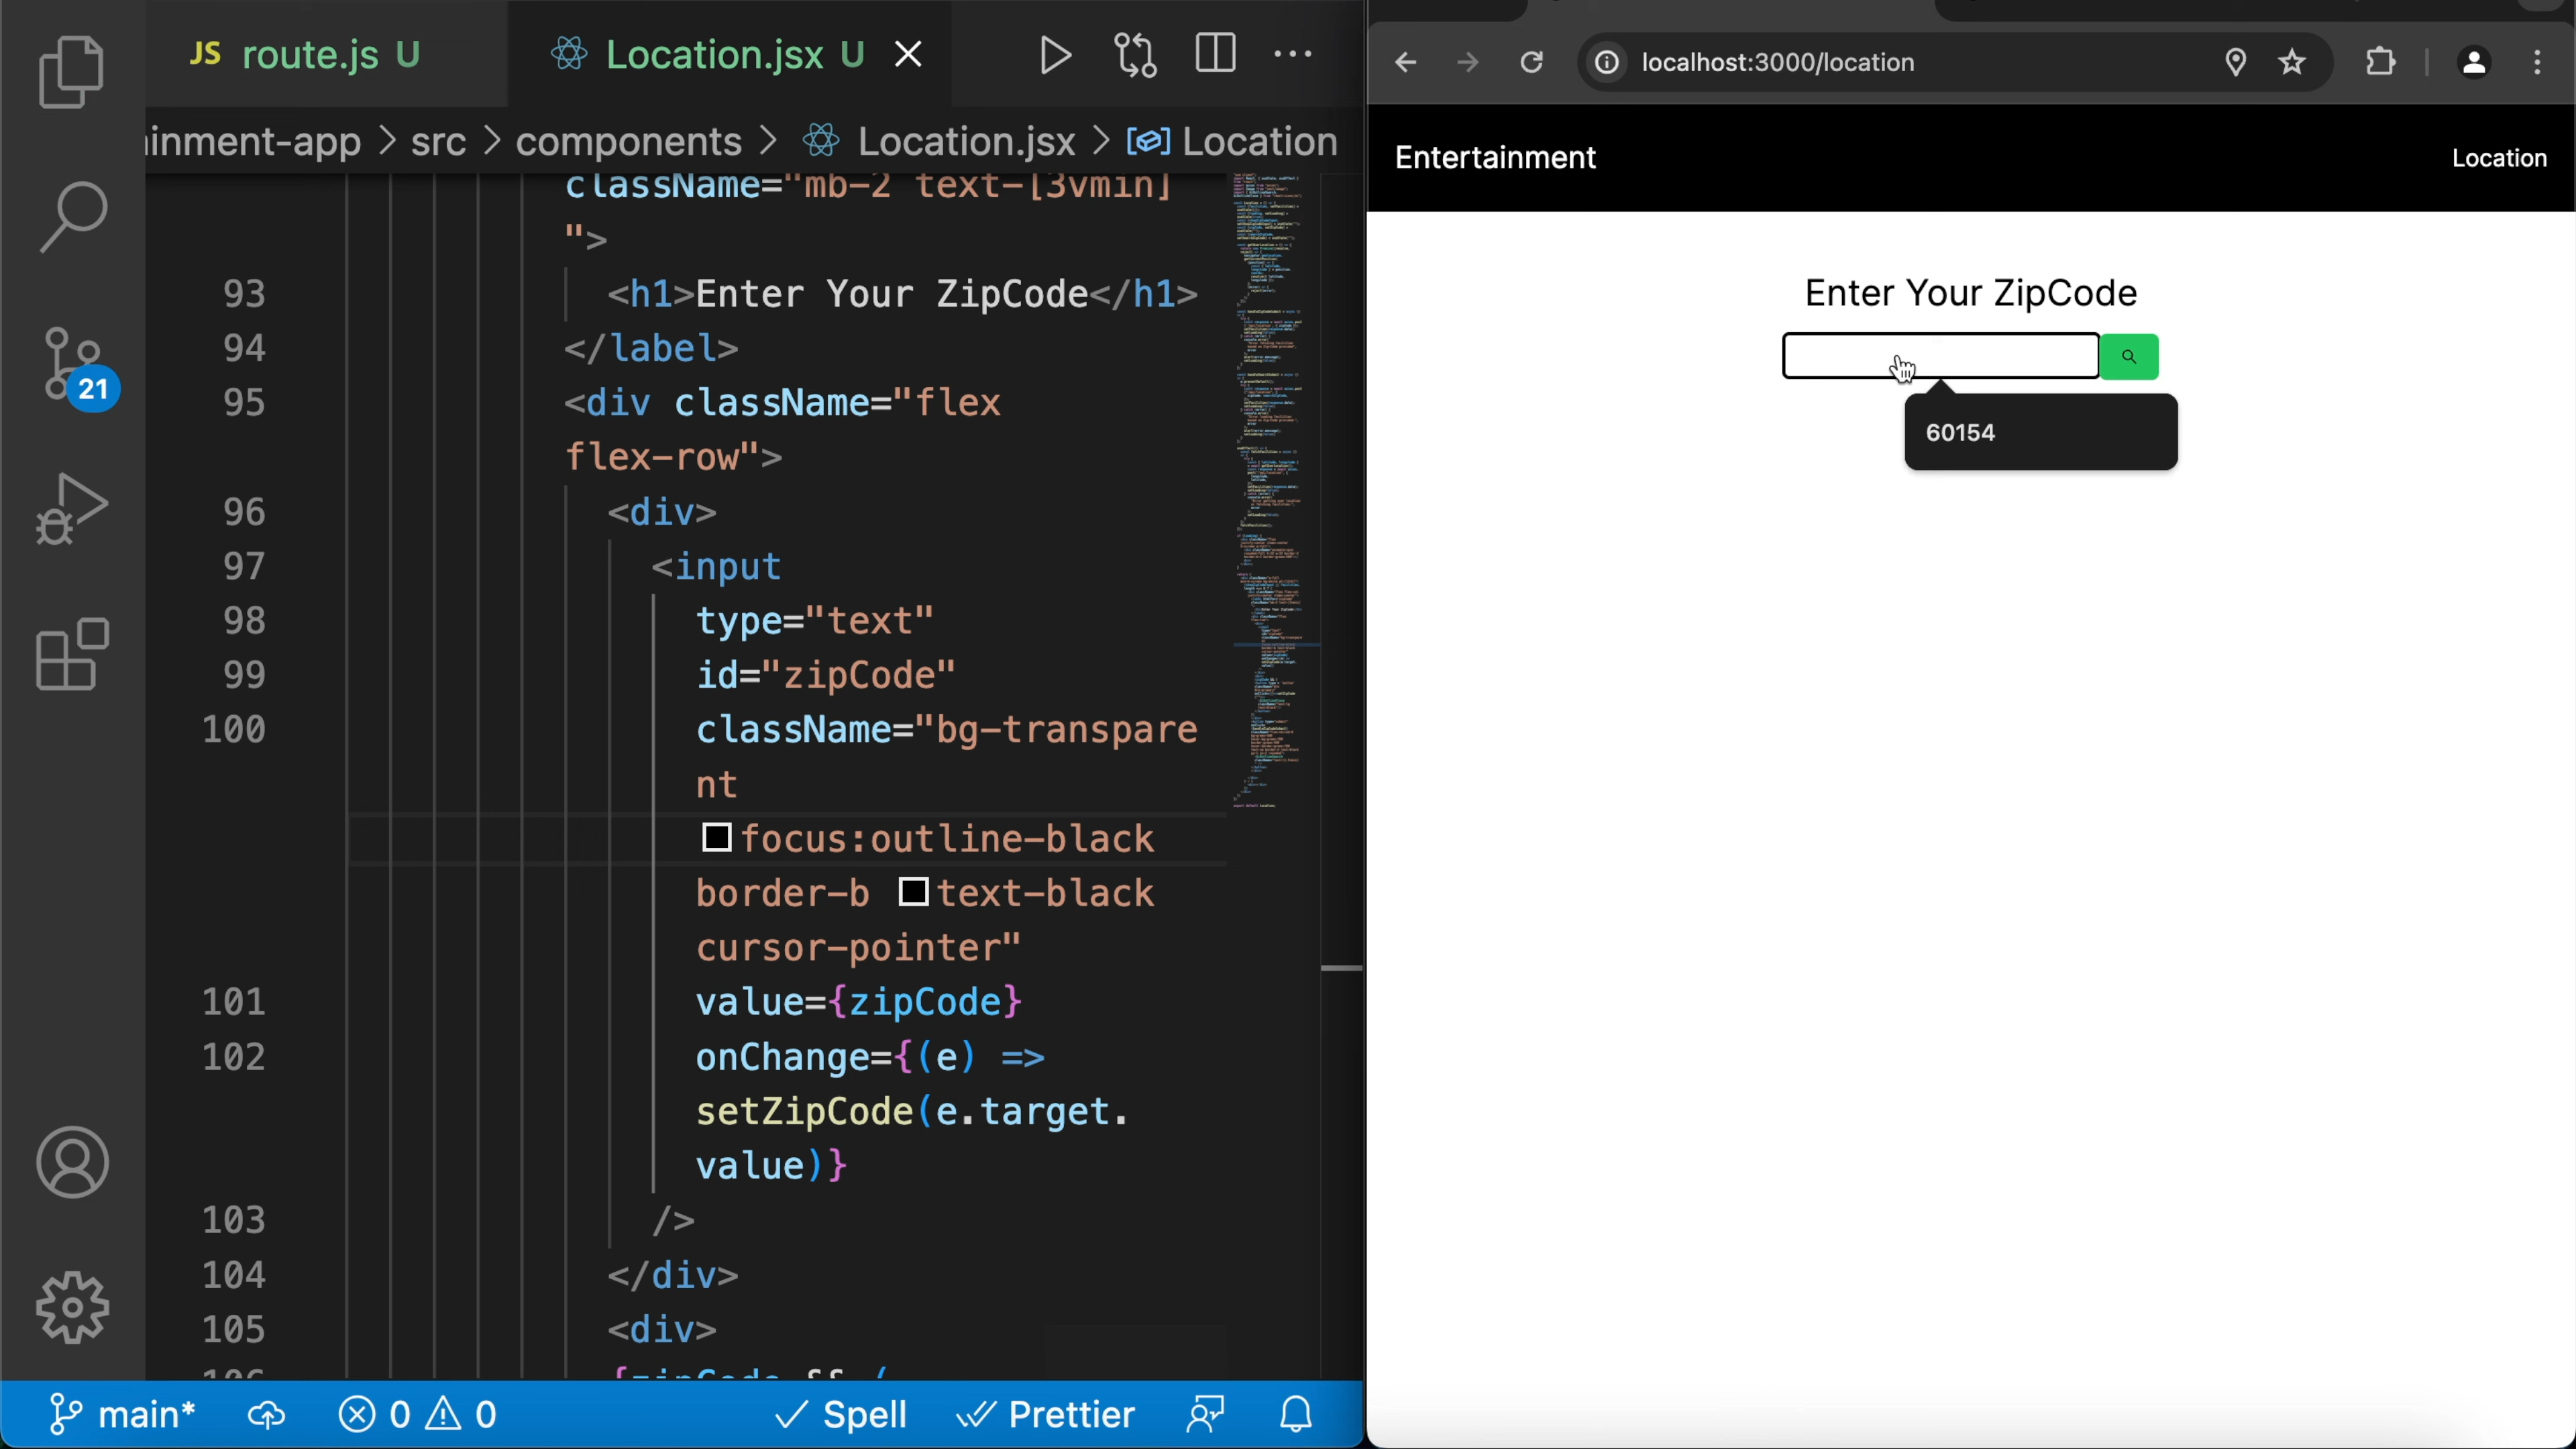 JS route.js U
Location.jsx U
inment-app > src > components > Location.jsx > Location
className="mb-2 text-[3vmin]
">
93 <h1>Enter Your ZipCode</h1>
94 </label>
95 <div className="flex
flex-row">
96 <div>
97 <input
98 type="text"
99 id="zipCode"
100 className="bg-transpare
nt
focus:outline-black
border-b text-black
cursor-pointer"
101 value={zipCode}
102 onChange={(e) =>
setZipCode(e.target.
value)}
103 />
104 </div>
105 <div>
106 {zipCode && (
21
main* 0 0 Spell Prettier
localhost:3000/location
Entertainment Location
Enter Your ZipCode
60154